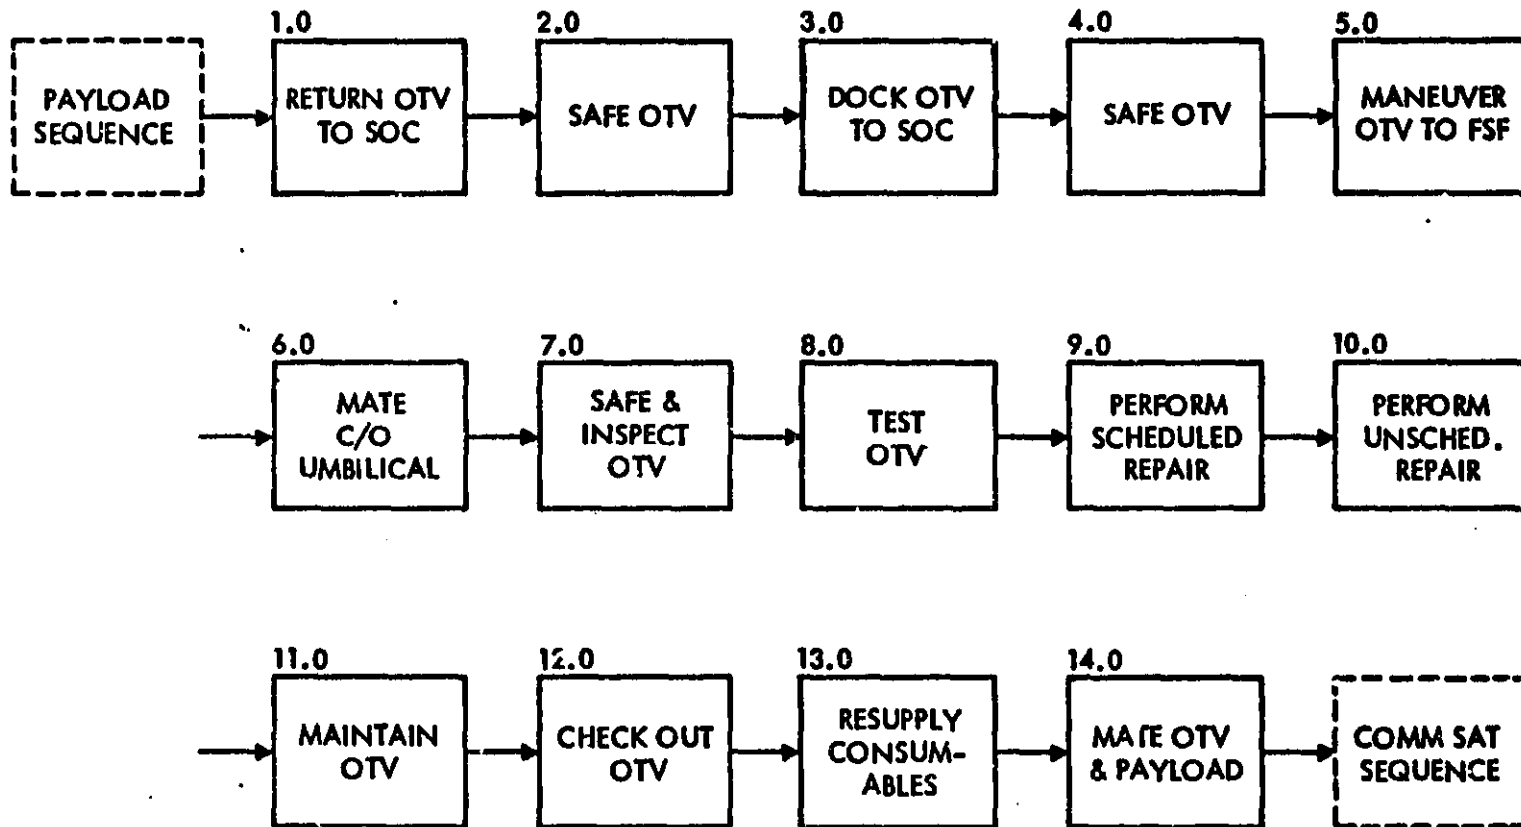 1.0
2.0
3.0
4.0
5.0
PAYLOAD
SEQUENCE
RETURN OTV
TO SOC
SAFE OTV
DOCK OTV
TO SOC
SAFE OTV
MANEUVER
OTV TO FSF
6.0
7.0
8.0
9.0
10.0
MATE
C/O
UMBILICAL
SAFE &
INSPECT
OTV
TEST
OTV
PERFORM
SCHEDULED
REPAIR
PERFORM
UNSCHED.
REPAIR
11.0
12.0
13.0
14.0
MAINTAIN
OTV
CHECK OUT
OTV
RESUPPLY
CONSUM-
ABLES
MATE OTV
& PAYLOAD
COMM SAT
SEQUENCE